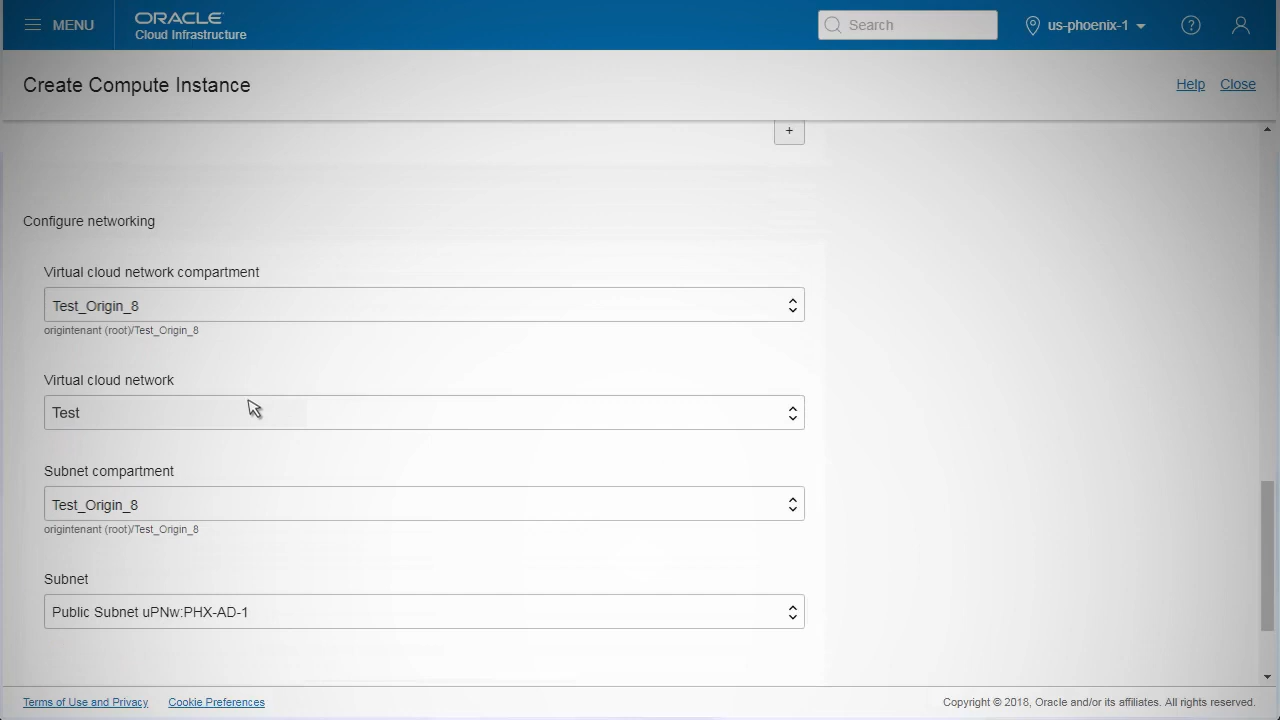 MENU
ORACLE
Cloud Infrastructure
Search
us-phoenix-1
?
Create Compute Instance
Help
Close
+
Configure networking
Virtual cloud network compartment
Test_Origin_8
origintenant (root)/Test_Origin_8
Virtual cloud network
Test
Subnet compartment
Test_Origin_8
origintenant (root)/Test_Origin_8
Subnet
Public Subnet uPNw:PHX-AD-1
Terms of Use and Privacy
Cookie Preferences
Copyright © 2018, Oracle and/or its affiliates. All rights reserved.